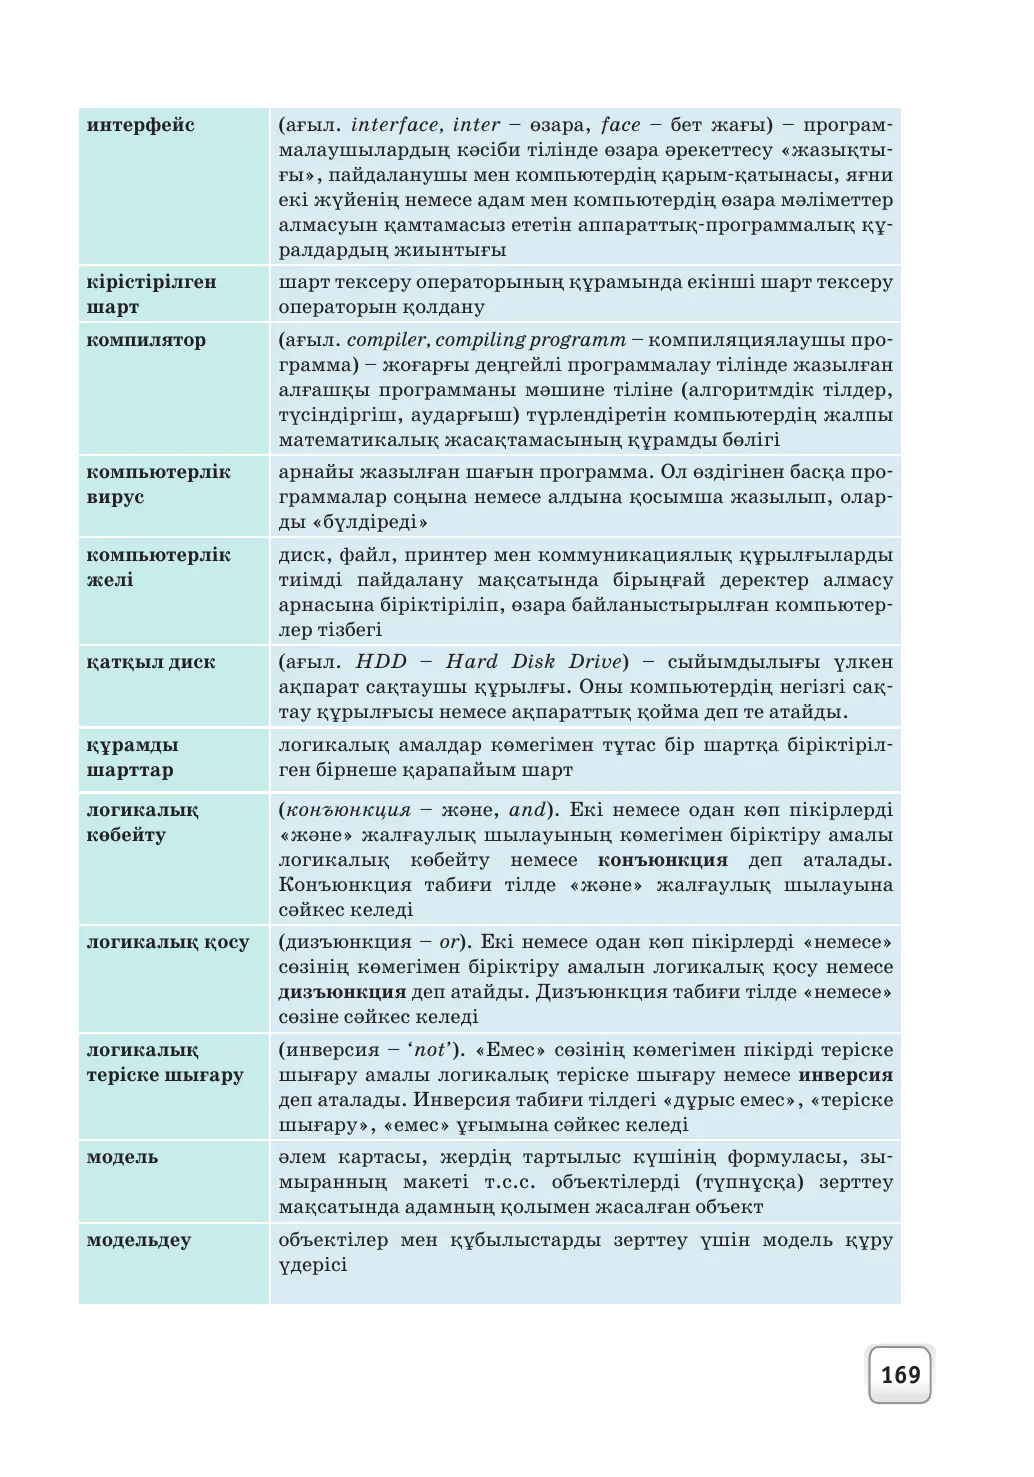 интерфейс
(ағыл. interface, inter – өзара, face – бет жағы) – програм-
малаушылардың кәсіби тілінде өзара әрекеттесу «жазықты-
ғы», пайдаланушы мен компьютердің қарым-қатынасы, яғни
екі жүйенің немесе адам мен компьютердің өзара мәліметтер
алмасуын қамтамасыз ететін аппараттық-программалық құ-
ралдардың жиынтығы
кірістірілген
шарт
шарт тексеру операторының құрамында екінші шарт тексеру
операторын қолдану
компилятор
(ағыл. compiler, compiling programm – компиляциялаушы про-
грамма) – жоғарғы деңгейлі программалау тілінде жазылған
алғашқы программаны мәшине тіліне (алгоритмдік тілдер,
түсіндіргіш, аударғыш) түрлендіретін компьютердің жалпы
математикалық жасақтамасының құрамды бөлігі
компьютерлік
вирус
арнайы жазылған шағын программа. Ол өздігінен басқа про-
граммалар соңына немесе алдына қосымша жазылып, олар-
ды «бүлдіреді»
компьютерлік
желі
диск, файл, принтер мен коммуникациялық құрылғыларды
тиімді пайдалану мақсатында бірыңғай деректер алмасу
арнасына біріктіріліп, өзара байланыстырылған компьютер-
лер тізбегі
қатқыл диск
(ағыл. HDD – Hard Disk Drive) – сыйымдылығы үлкен
ақпарат сақтаушы құрылғы. Оны компьютердің негізгі сақ-
тау құрылғысы немесе ақпараттық қойма деп те атайды.
құрамды
шарттар
логикалық амалдар көмегімен тұтас бір шартқа біріктіріл-
ген бірнеше қарапайым шарт
логикалық
көбейту
(конъюнкция – және, and). Екі немесе одан көп пікірлерді
«және» жалғаулық шылауының көмегімен біріктіру амалы
логикалық көбейту немесе конъюнкция деп аталады.
Конъюнкция табиғи тілде «және» жалғаулық шылауына
сәйкес келеді
логикалық қосу
(дизъюнкция – or). Екі немесе одан көп пікірлерді «немесе»
сөзінің көмегімен біріктіру амалын логикалық қосу немесе
дизъюнкция деп атайды. Дизъюнкция табиғи тілде «немесе»
сөзіне сәйкес келеді
логикалық
теріске шығару
(инверсия – ‘not’). «Емес» сөзінің көмегімен пікірді теріске
шығару амалы логикалық теріске шығару немесе инверсия
деп аталады. Инверсия табиғи тілдегі «дұрыс емес», «теріске
шығару», «емес» ұғымына сәйкес келеді
модель
әлем картасы, жердің тартылыс күшінің формуласы, зы-
мыранның макеті т.с.с. объектілерді (түпнұсқа) зерттеу
мақсатында адамның қолымен жасалған объект
модельдеу
объектілер мен құбылыстарды зерттеу үшін модель құру
үдерісі
169